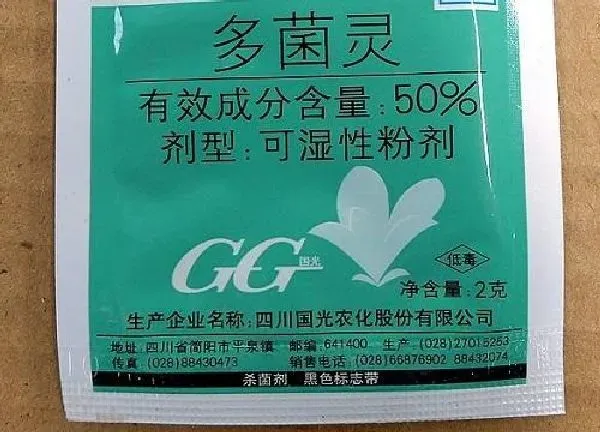 多菌灵
有效成分含量:50%
剂型:可湿性粉剂
GG国光
低毒
净含量:2克
生产企业名称:四川国光农化股份有限公司
地址:四川省简阳市平泉镇 邮编 641400 生产 (028)27015253
传真 (028)88430473 销售电话 (028)66876902 88432074
杀菌剂 黑色标志带